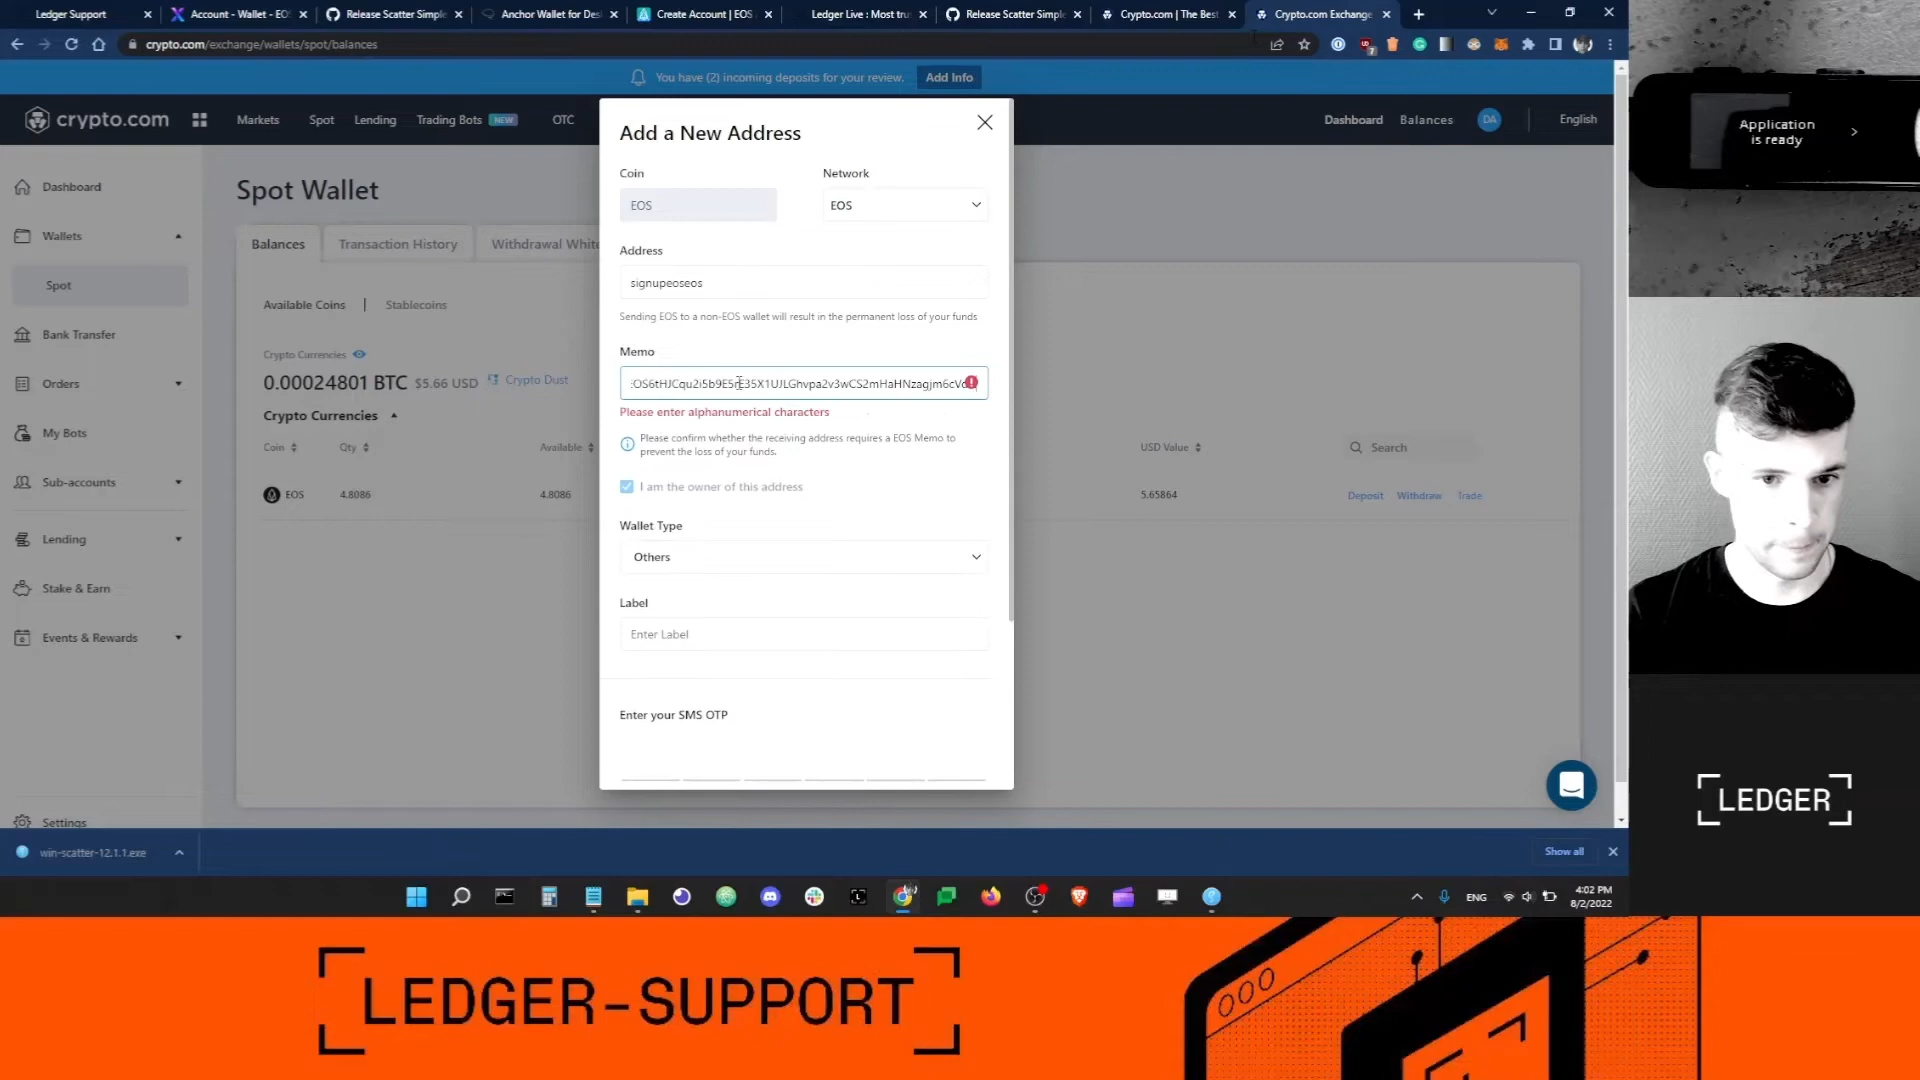 Ledger Support
Account - Wallet - EOS
Release Scatter Simple
Anchor Wallet for Des
Create Account | EOS
Ledger Live : Most tru
Release Scatter Simple
Crypto.com | The Best
Crypto.com Exchange
crypto.com/exchange/wallets/spot/balances
You have (2) incoming deposits for your review. Add Info
crypto.com
Markets
Spot
Lending
Trading Bots NEW
OTC
Dashboard
Balances
DA
English
Dashboard
Wallets
Spot
Bank Transfer
Orders
My Bots
Sub-accounts
Lending
Stake & Earn
Events & Rewards
Settings
Spot Wallet
Balances
Transaction History
Withdrawal White
Available Coins | Stablecoins
Crypto Currencies
0.00024801 BTC $5.66 USD Crypto Dust
Crypto Currencies
Coin Qty Available USD Value Search
EOS 4.8086 4.8086 5.65864 Deposit Withdraw Trade
Add a New Address
Coin Network
EOS EOS
Address
signupeoseos
Sending EOS to a non-EOS wallet will result in the permanent loss of your funds
Memo
Please enter alphanumerical characters
Please confirm whether the receiving address requires a EOS Memo to
prevent the loss of your funds.
I am the owner of this address
Wallet Type
Others
Label
Enter Label
Enter your SMS OTP
win-scatter-12.1.1.exe
Show all
ENG
4:02 PM
8/2/2022
Application
is ready
LEDGER
LEDGER-SUPPORT